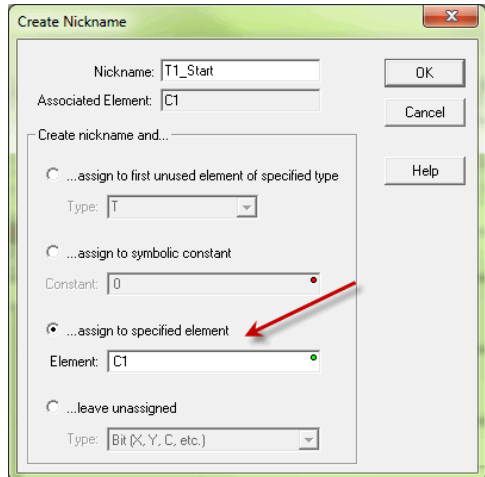 Create Nickname
Nickname: T1_Start
OK
Associated Element: C1
Cancel
Create nickname and...
Help
...assign to first unused element of specified type
Type: T
...assign to symbolic constant
Constant: 0
...assign to specified element
Element: C1
...leave unassigned
Type: Bit (X, Y, C, etc.)